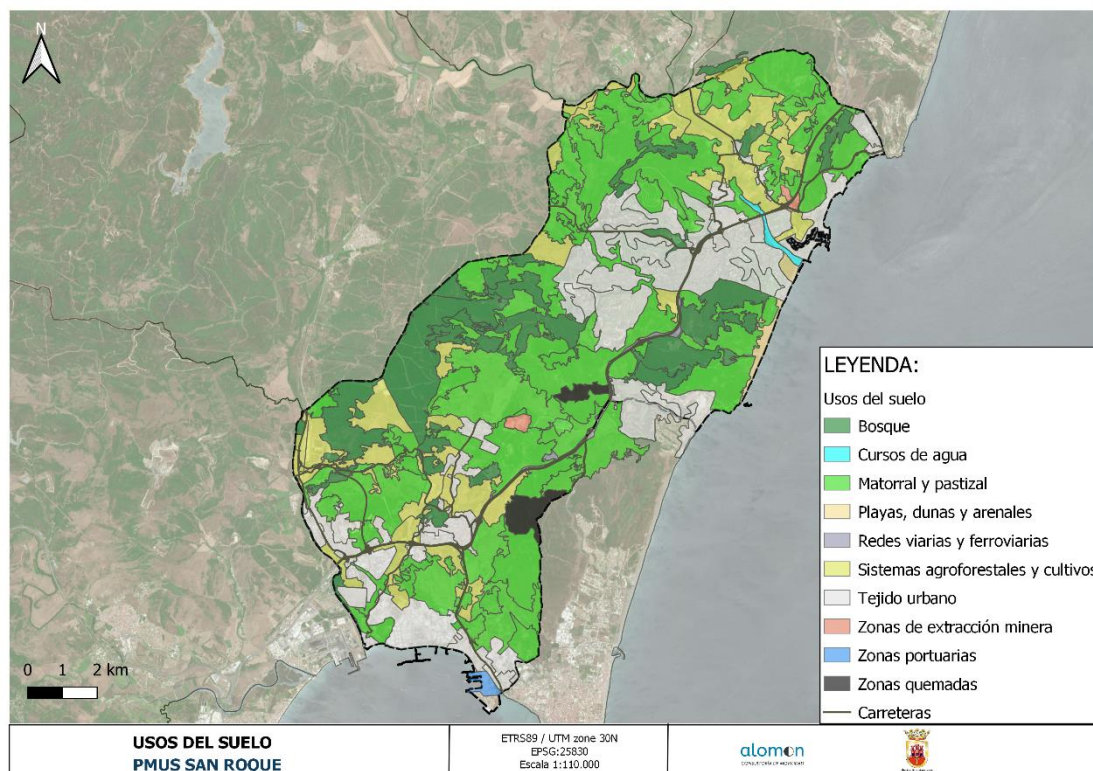 N
LEYENDA:
Usos del suelo
Bosque
Cursos de agua
Matorral y pastizal
Playas, dunas y arenales
Redes viarias y ferroviarias
Sistemas agroforestales y cultivos
Tejido urbano
Zonas de extracción minera
Zonas portuarias
Zonas quemadas
Carreteras
0 1 2 km
USOS DEL SUELO
PMUS SAN ROQUE
ETRS89 / UTM zone 30N
EPSG:25830
Escala 1:110.000
alomon